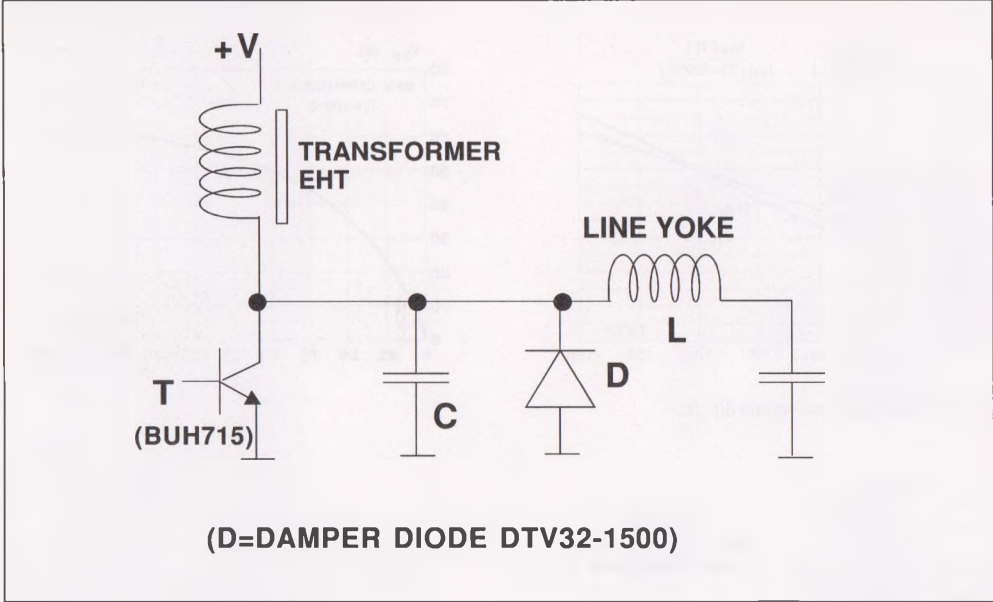 +V
TRANSFORMER
EHT
LINE YOKE
L
T
(BUH715)
C
D
(D=DAMPER DIODE DTV32-1500)